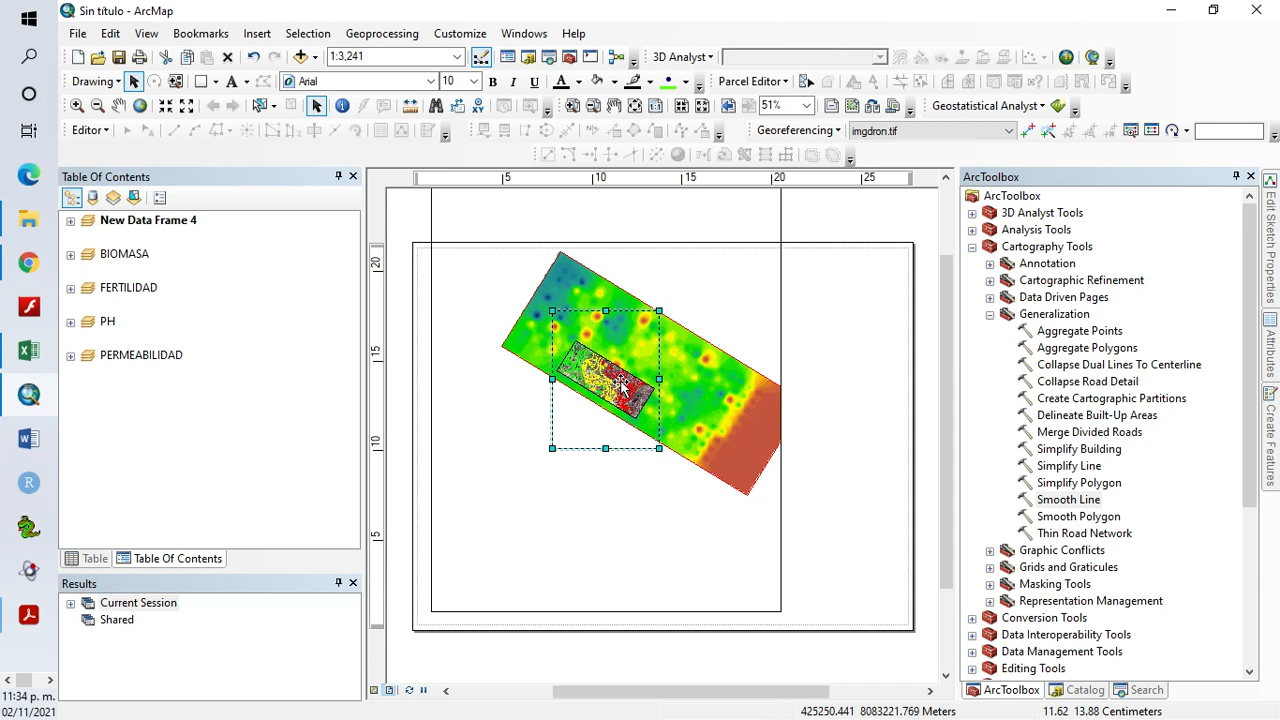 Sin título - ArcMap
File Edit View Bookmarks Insert Selection Geoprocessing Customize Windows Help
1:3,241 3D Analyst
Drawing A Arial 10 B I U A Parcel Editor
51% Geostatistical Analyst
Editor Georeferencing imgdron.tif
Table Of Contents
New Data Frame 4
BIOMASA
FERTILIDAD
PH
PERMEABILIDAD
Table Table Of Contents
Results
Current Session
Shared
5 10 15 20 25
20
15
10
5
ArcToolbox
ArcToolbox
3D Analyst Tools
Analysis Tools
Cartography Tools
Annotation
Cartographic Refinement
Data Driven Pages
Generalization
Aggregate Points
Aggregate Polygons
Collapse Dual Lines To Centerline
Collapse Road Detail
Create Cartographic Partitions
Delineate Built-Up Areas
Merge Divided Roads
Simplify Building
Simplify Line
Simplify Polygon
Smooth Line
Smooth Polygon
Thin Road Network
Graphic Conflicts
Grids and Graticules
Masking Tools
Representation Management
Conversion Tools
Data Interoperability Tools
Data Management Tools
Editing Tools
ArcToolbox Catalog Search
Edit Sketch Properties
Attributes
Create Features
11:34 p. m.
02/11/2021
425250.441 8083221.769 Meters 11.62 13.88 Centimeters